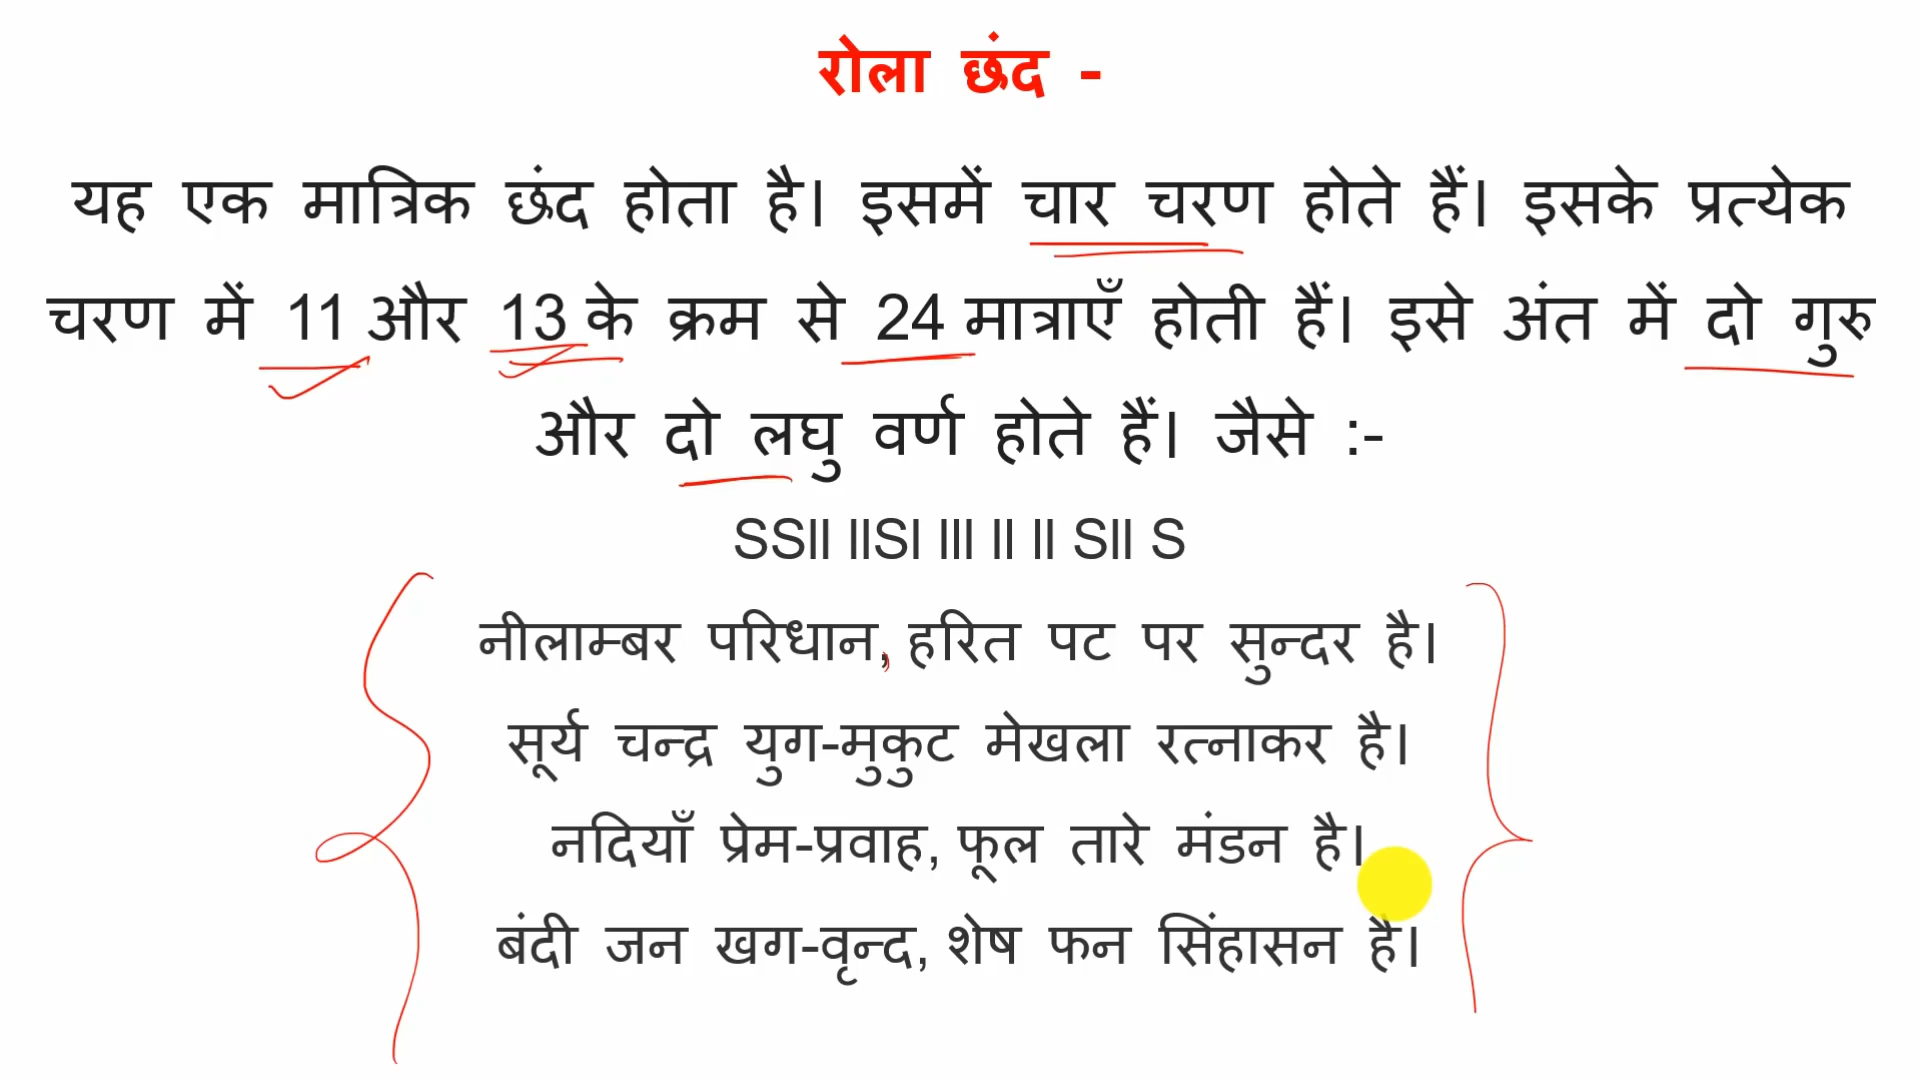 रोला छंद -
यह एक मात्रिक छंद होता है। इसमें चार चरण होते हैं। इसके प्रत्येक
चरण में 11 और 13 के क्रम से 24 मात्राएँ होती हैं। इसे अंत में दो गुरु
और दो लघु वर्ण होते हैं। जैसे :-
SSII IISI III II II SII S
नीलाम्बर परिधान, हरित पट पर सुन्दर है।
सूर्य चन्द्र युग-मुकुट मेखला रत्नाकर है।
नदियाँ प्रेम-प्रवाह, फूल तारे मंडन है।
बंदी जन खग-वृन्द, शेष फन सिंहासन है।